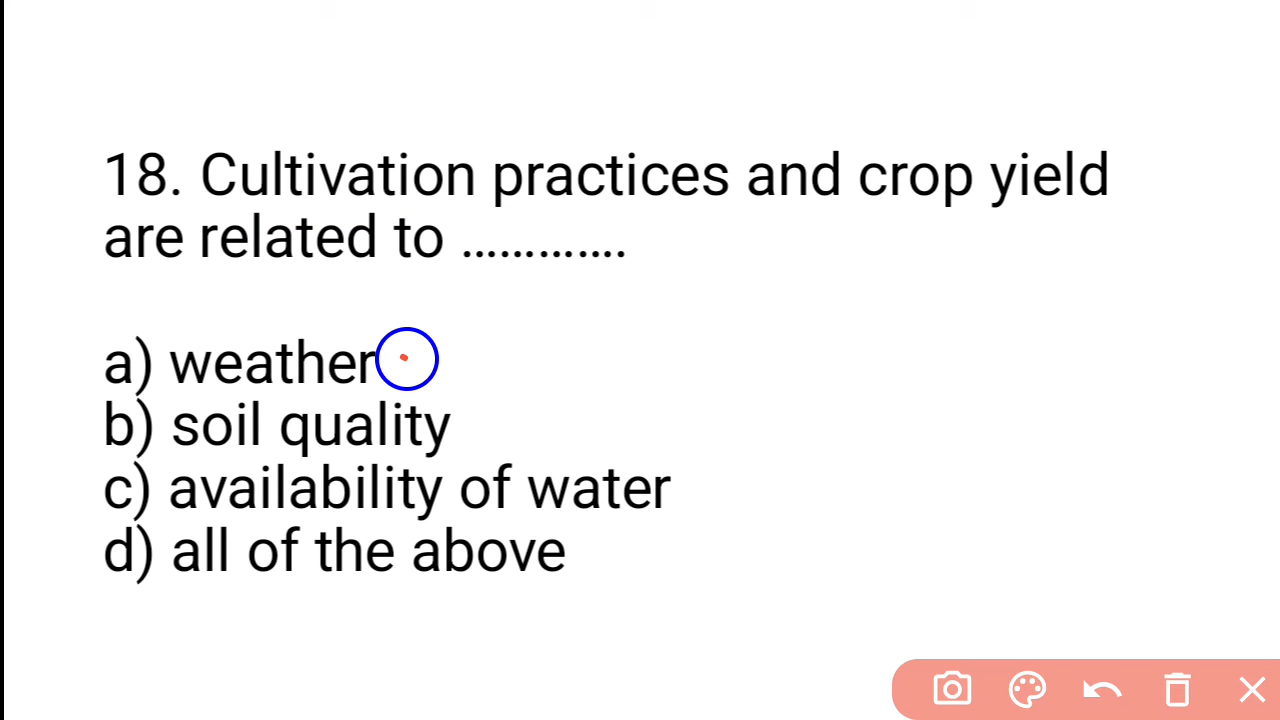 18. Cultivation practices and crop yield
are related to .............
a) weather
b) soil quality
c) availability of water
d) all of the above